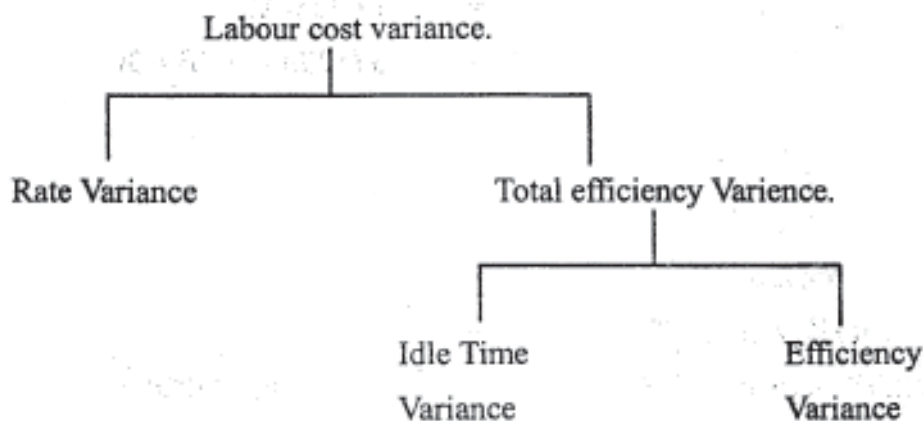 Labour cost variance.
Rate Variance
Total efficiency Varience.
Idle Time
Variance
Efficiency
Variance